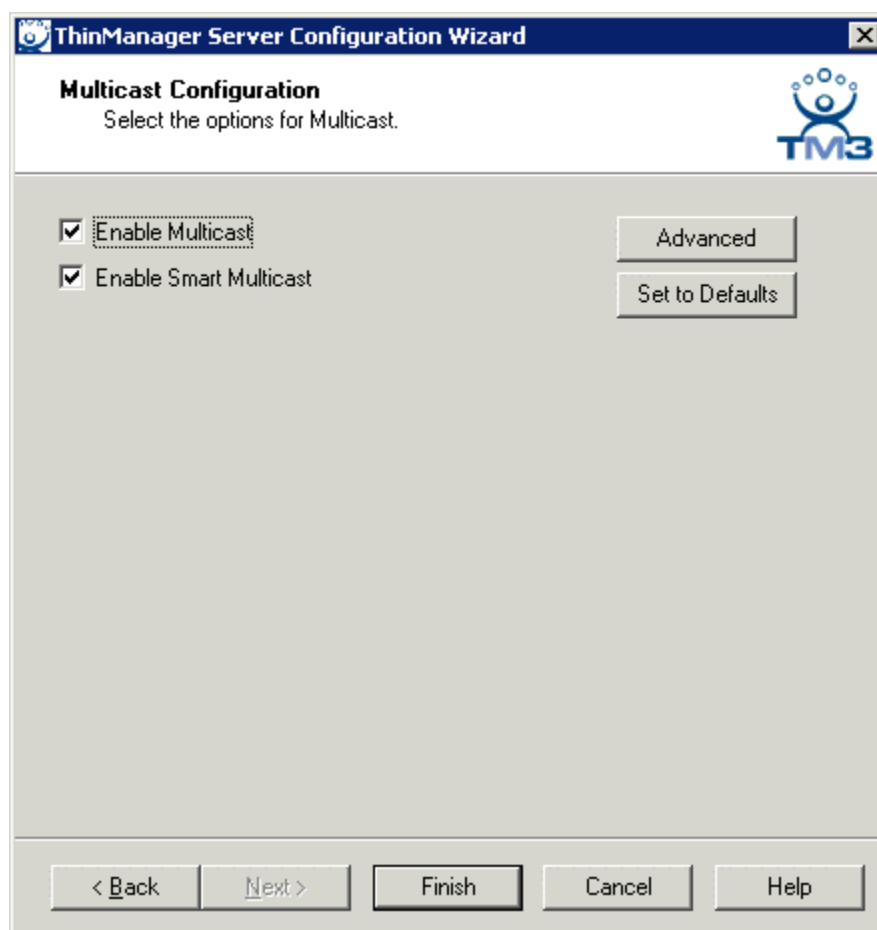 ThinManager Server Configuration Wizard
Multicast Configuration
Select the options for Multicast.
TM3
Enable Multicast
Advanced
Enable Smart Multicast
Set to Defaults
< Back
Next >
Finish
Cancel
Help